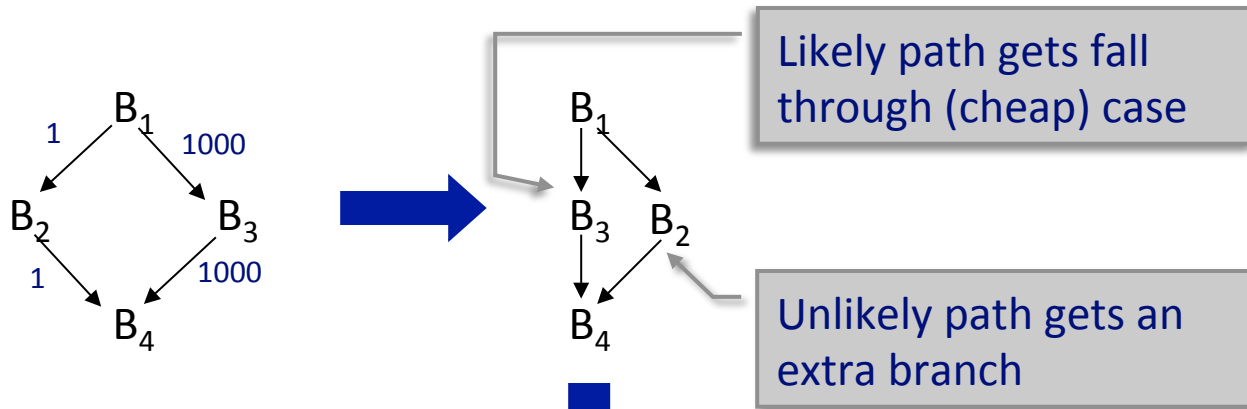 B₁
1
1000
B₂
B₃
1
1000
B₄
B₁
B₃
B₂
B₄
Likely path gets fall
through (cheap) case
Unlikely path gets an
extra branch